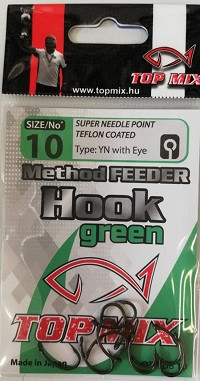 TOP MIX
www.topmix.hu
SIZE/No°
10
SUPER NEEDLE POINT
TEFLON COATED
Type: YN with Eye
Method FEEDER
Hook
green
TOP MIX
Made in Japan